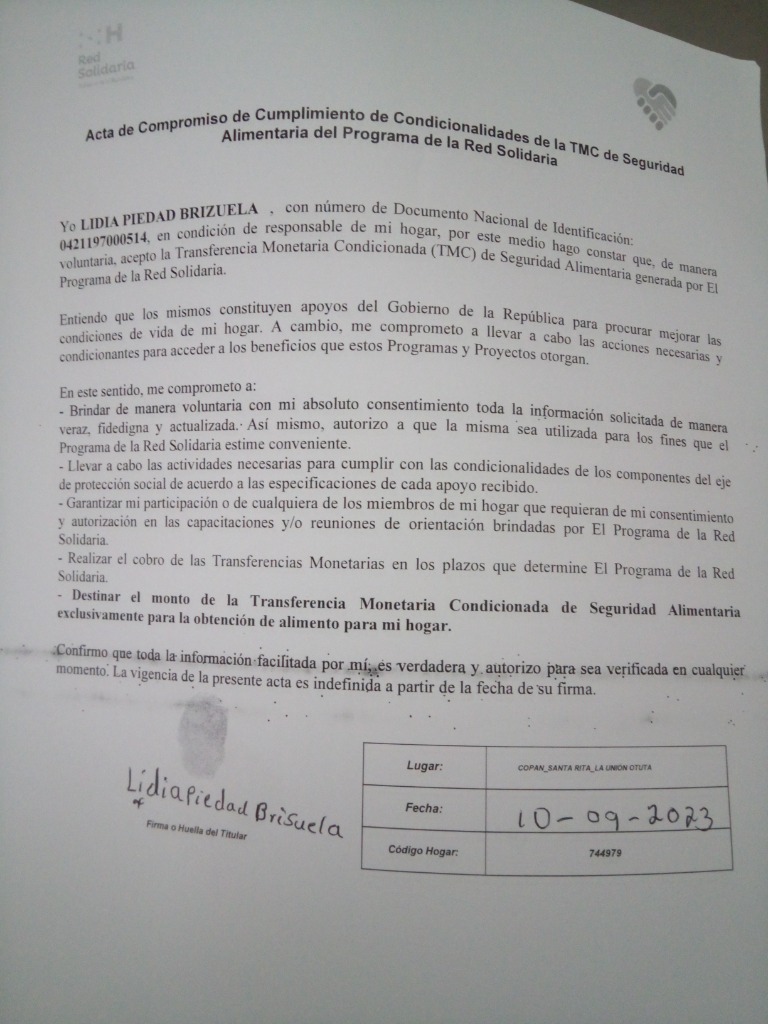 Red
Solidaria
Acta de Compromiso de Cumplimiento de Condicionalidades de la TMC de Seguridad
Alimentaria del Programa de la Red Solidaria
Yo LIDIA PIEDAD BRIZUELA , con número de Documento Nacional de Identificación:
0421197000514, en condición de responsable de mi hogar, por este medio hago constar que, de manera
voluntaria, acepto la Transferencia Monetaria Condicionada (TMC) de Seguridad Alimentaria generada por El
Programa de la Red Solidaria.
Entiendo que los mismos constituyen apoyos del Gobierno de la República para procurar mejorar las
condiciones de vida de mi hogar. A cambio, me comprometo a llevar a cabo las acciones necesarias y
condicionantes para acceder a los beneficios que estos Programas y Proyectos otorgan.
En este sentido, me comprometo a:
- Brindar de manera voluntaria con mi absoluto consentimiento toda la información solicitada de manera
veraz, fidedigna y actualizada. Así mismo, autorizo a que la misma sea utilizada para los fines que el
Programa de la Red Solidaria estime conveniente.
- Llevar a cabo las actividades necesarias para cumplir con las condicionalidades de los componentes del eje
de protección social de acuerdo a las especificaciones de cada apoyo recibido.
- Garantizar mi participación o de cualquiera de los miembros de mi hogar que requieran de mi consentimiento
y autorización en las capacitaciones y/o reuniones de orientación brindadas por El Programa de la Red
Solidaria.
- Realizar el cobro de las Transferencias Monetarias en los plazos que determine El Programa de la Red
Solidaria.
- Destinar el monto de la Transferencia Monetaria Condicionada de Seguridad Alimentaria
exclusivamente para la obtención de alimento para mi hogar.
Confirmo que toda la información facilitada por mí, es verdadera y autorizo para sea verificada en cualquier
momento. La vigencia de la presente acta es indefinida a partir de la fecha de su firma.
Lidia Piedad Brisuela
Firma o Huella del Titular
Lugar: COPAN_SANTA RITA_LA UNIÓN OTUTA
Fecha: 10-09-2023
Código Hogar: 744979